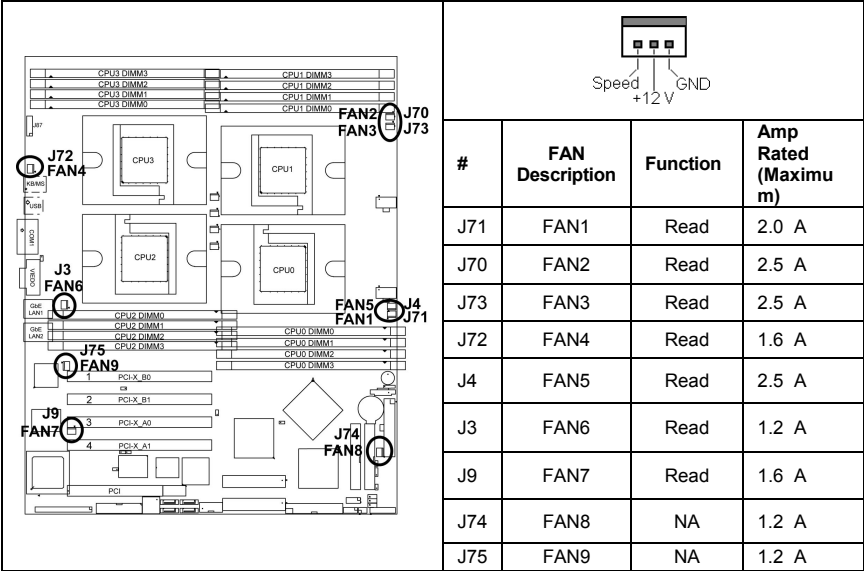 CPU3 DIMM3
CPU3 DIMM2
CPU3 DIMM1
CPU3 DIMM0
CPU1 DIMM3
CPU1 DIMM2
CPU1 DIMM1
CPU1 DIMM0
FAN2 J70
FAN3 J73
J87
J72
FAN4
KB/MS
USB
COM1
VIEDO
GbE
LAN1
GbE
LAN2
CPU3
CPU1
CPU2
CPU0
J3
FAN6
FAN5 J4
FAN1 J71
CPU2 DIMM0
CPU2 DIMM1
CPU2 DIMM2
CPU2 DIMM3
CPU0 DIMM0
CPU0 DIMM1
CPU0 DIMM2
CPU0 DIMM3
J75
FAN9
1 PCI-X_B0
2 PCI-X_B1
3 PCI-X_A0
4 PCI-X_A1
J9
FAN7
J74
FAN8
PCI
Speed GND
+12 V
# FAN Description Function Amp Rated (Maximu m)
J71 FAN1 Read 2.0 A
J70 FAN2 Read 2.5 A
J73 FAN3 Read 2.5 A
J72 FAN4 Read 1.6 A
J4 FAN5 Read 2.5 A
J3 FAN6 Read 1.2 A
J9 FAN7 Read 1.6 A
J74 FAN8 NA 1.2 A
J75 FAN9 NA 1.2 A